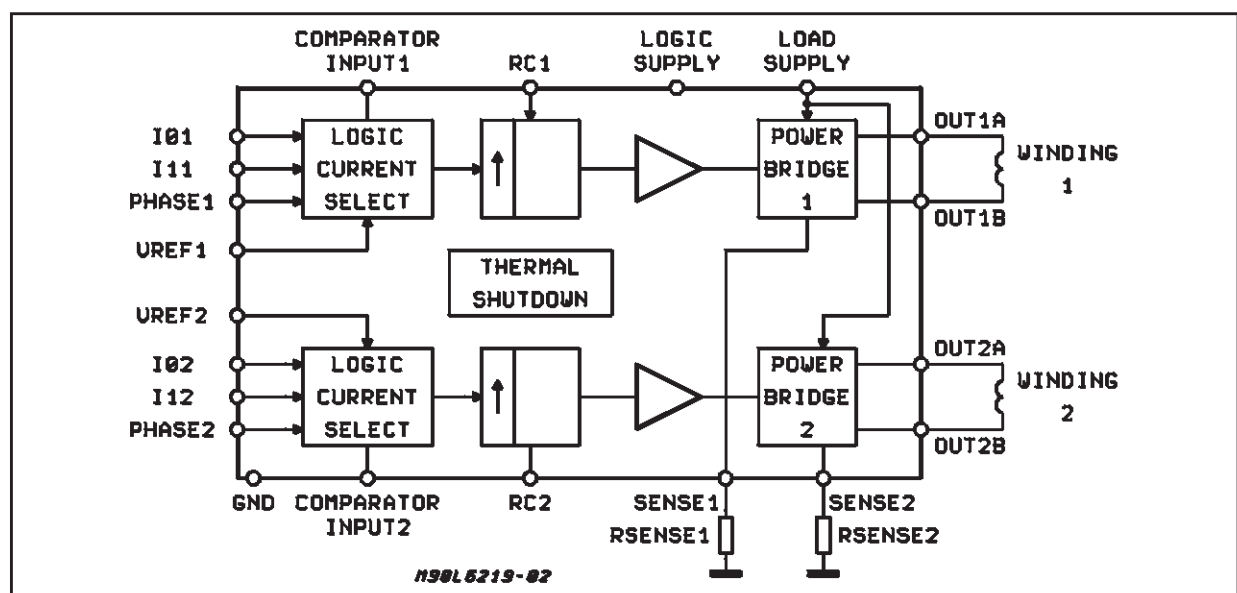 COMPARATOR
INPUT1
RC1
LOGIC
SUPPLY
LOAD
SUPPLY
I01
I11
PHASE1
VREF1
LOGIC
CURRENT
SELECT
POWER
BRIDGE
1
OUT1A
WINDING
1
OUT1B
THERMAL
SHUTDOWN
VREF2
I02
I12
PHASE2
LOGIC
CURRENT
SELECT
POWER
BRIDGE
2
OUT2A
WINDING
2
OUT2B
GND
COMPARATOR
INPUT2
RC2
SENSE1
RSENSE1
SENSE2
RSENSE2
M90L6219-02